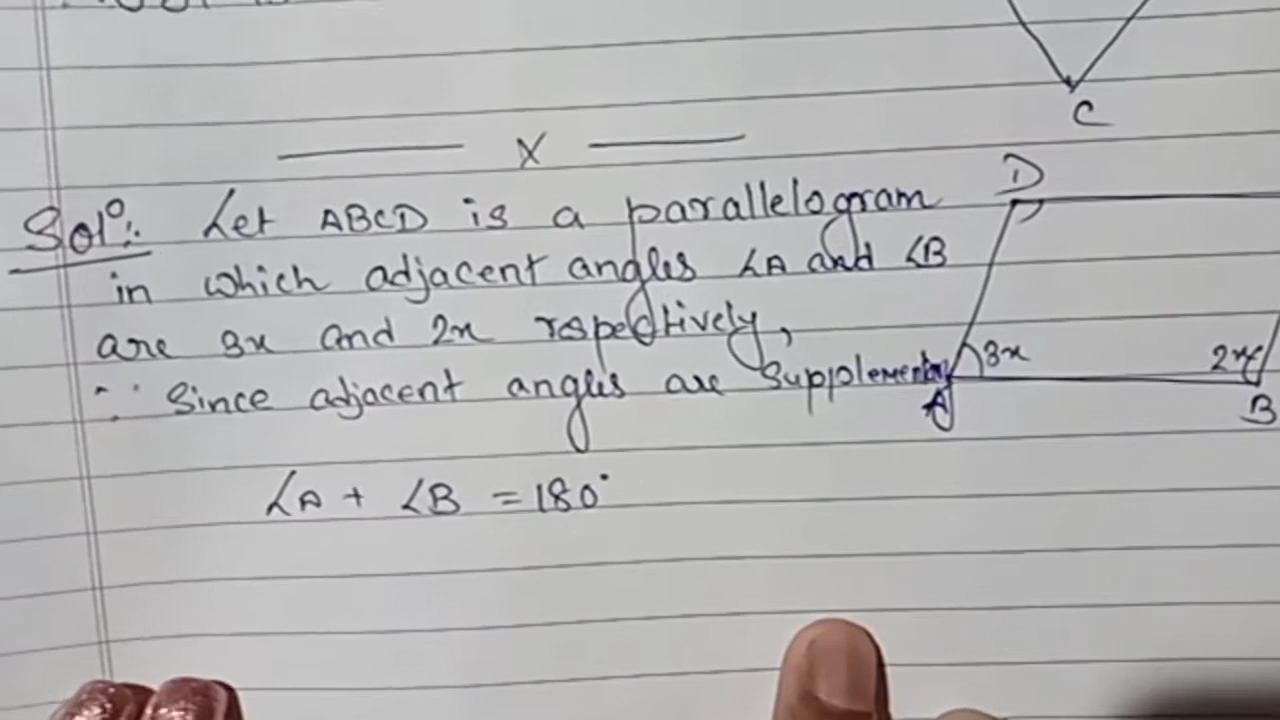 C
X
Solⁿ:. Let ABCD is a parallelogram
in which adjacent angles ∠A and ∠B
are 3x and 2x respectively,
∵ Since adjacent angles are Supplementary
∠A + ∠B = 180°
D
3x
2x
A
B